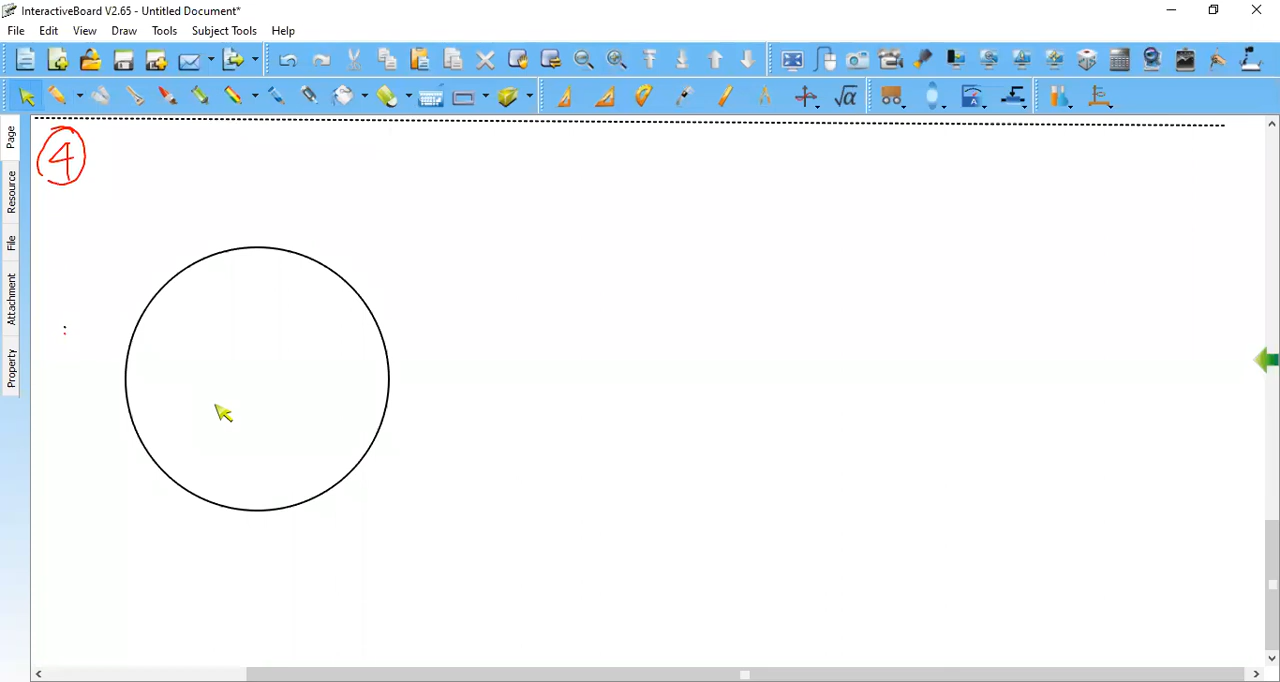 InteractiveBoard V2.65 - Untitled Document*
File Edit View Draw Tools Subject Tools Help
Page
Resource
File
Attachment
Property
4
: